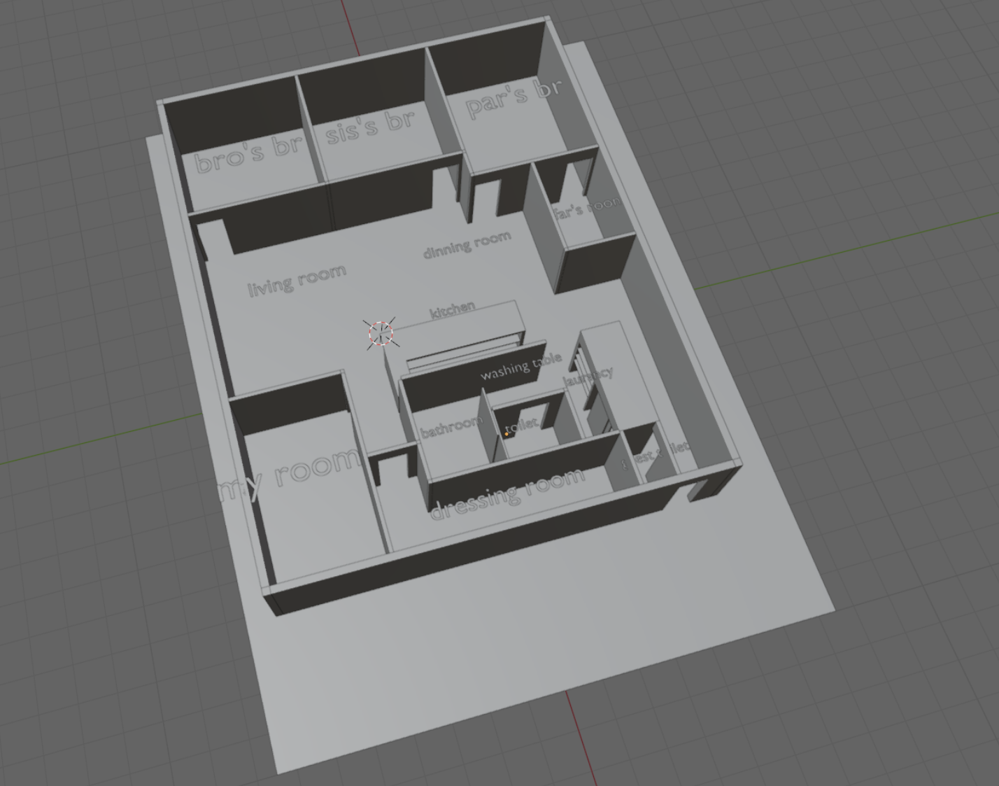 bro's br
sis's br
par's br
far's room
dinning room
living room
kitchen
washing table
bathroom
toilet
my room
dressing room